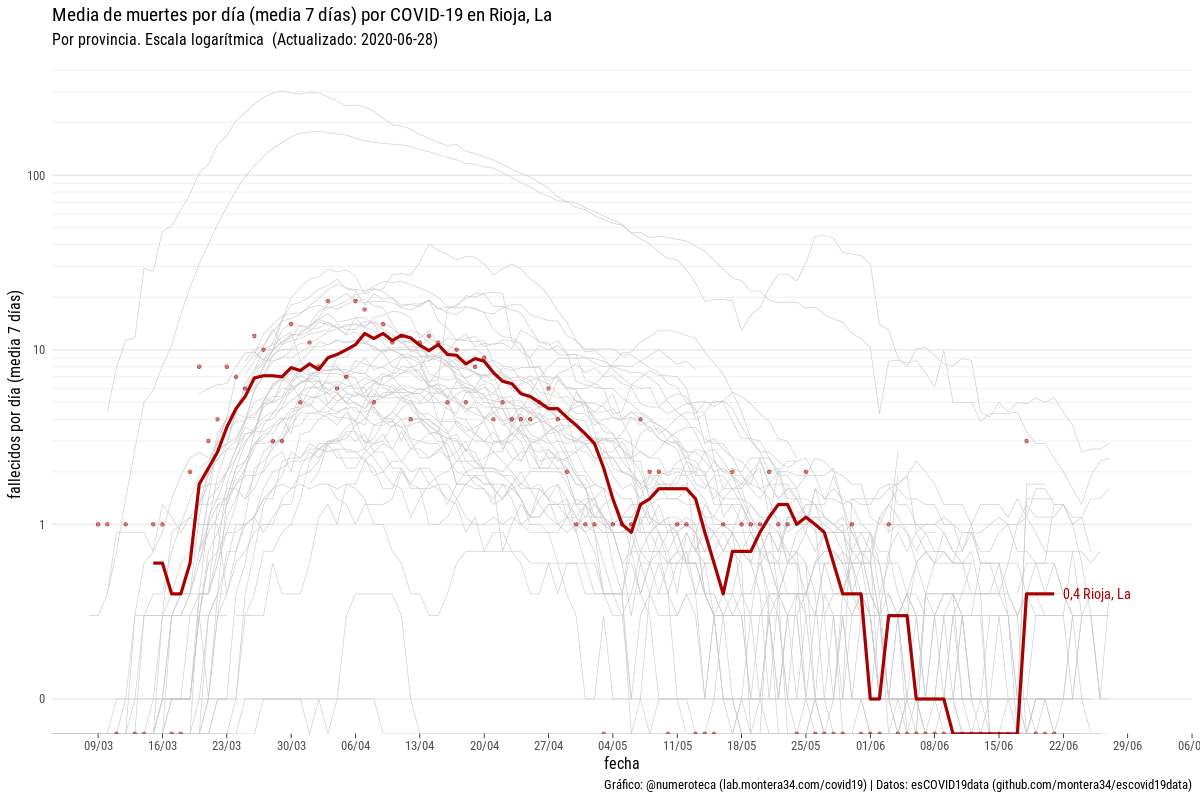 Media de muertes por día (media 7 días) por COVID-19 en Rioja, La
Por provincia. Escala logarítmica (Actualizado: 2020-06-28)
fallecidos por día (media 7 días)
100
10
1
0
0,4 Rioja, La
09/03 16/03 23/03 30/03 06/04 13/04 20/04 27/04 04/05 11/05 18/05 25/05 01/06 08/06 15/06 22/06 29/06 06/0
fecha
Gráfico: @numeroteca (lab.montera34.com/covid19) | Datos: esCOVID19data (github.com/montera34/escovid19data)